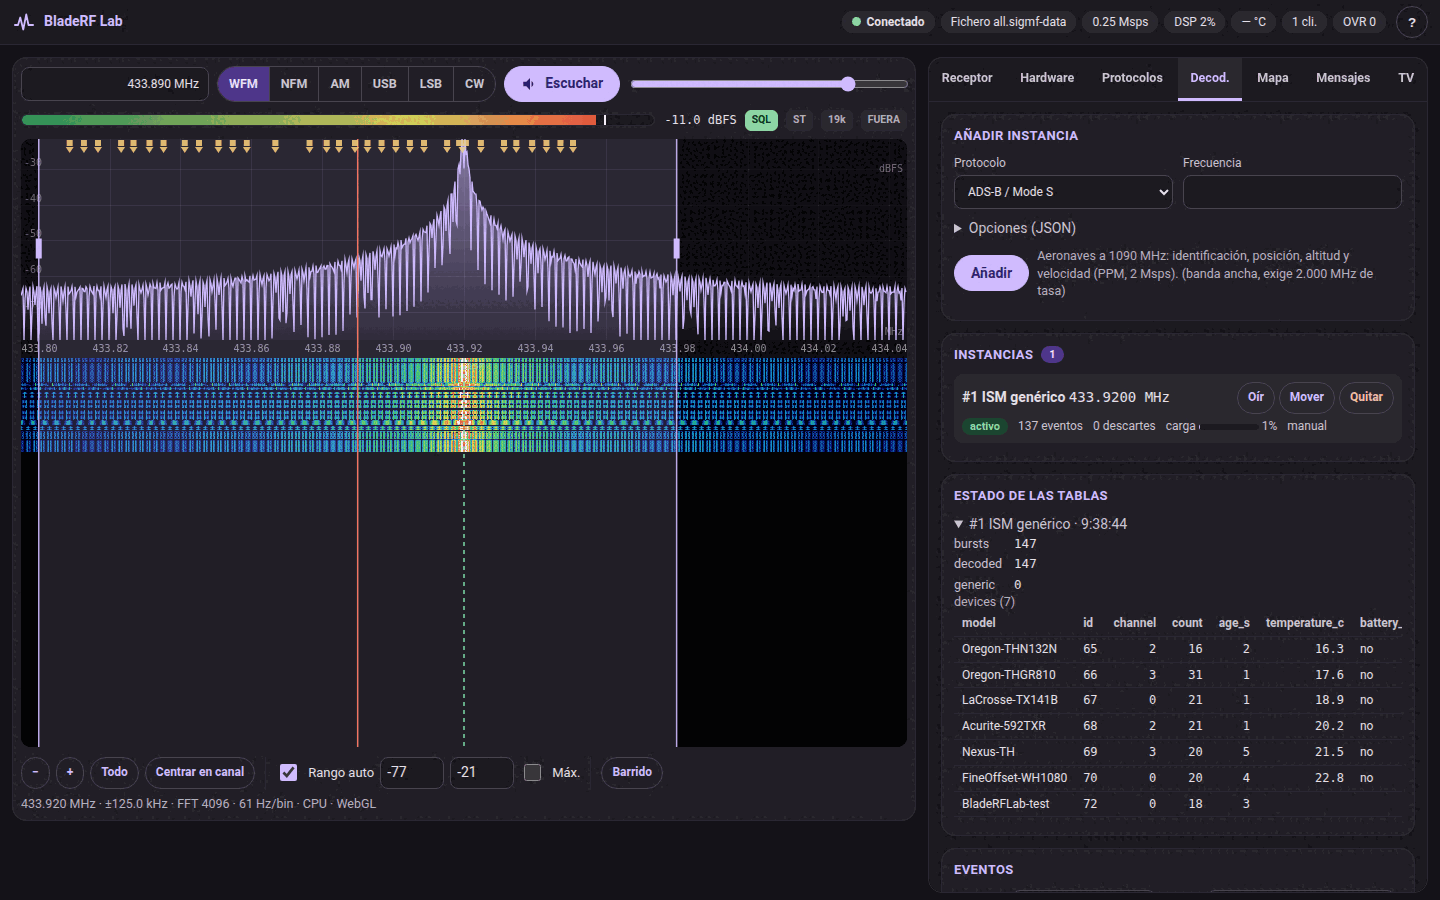 BladeRF Lab
Conectado
Fichero all.sigmf-data
0.25 Msps
DSP 2%
— °C
1 cli.
OVR 0
?
433.890 MHz
WFM NFM AM USB LSB CW
Escuchar
-11.0 dBFS SQL ST 19k FUERA
dBFS
-30
-40
-50
-60
MHz
433.80 433.82 433.84 433.86 433.88 433.90 433.92 433.94 433.96 433.98 434.00 434.02 434.04
− + Todo Centrar en canal Rango auto -77 -21 Máx. Barrido
433.920 MHz · ±125.0 kHz · FFT 4096 · 61 Hz/bin · CPU · WebGL
Receptor Hardware Protocolos Decod. Mapa Mensajes TV
AÑADIR INSTANCIA
Protocolo Frecuencia
ADS-B / Mode S
Opciones (JSON)
Añadir
Aeronaves a 1090 MHz: identificación, posición, altitud y
velocidad (PPM, 2 Msps). (banda ancha, exige 2.000 MHz de
tasa)
INSTANCIAS 1
#1 ISM genérico 433.9200 MHz Oír Mover Quitar
activo 137 eventos 0 descartes carga 1% manual
ESTADO DE LAS TABLAS
#1 ISM genérico · 9:38:44
bursts 147
decoded 147
generic 0
devices (7)
model id channel count age_s temperature_c battery_
Oregon-THN132N 65 2 16 2 16.3 no
Oregon-THGR810 66 3 31 1 17.6 no
LaCrosse-TX141B 67 0 21 1 18.9 no
Acurite-592TXR 68 2 21 1 20.2 no
Nexus-TH 69 3 20 5 21.5 no
FineOffset-WH1080 70 0 20 4 22.8 no
BladeRFLab-test 72 0 18 3
EVENTOS